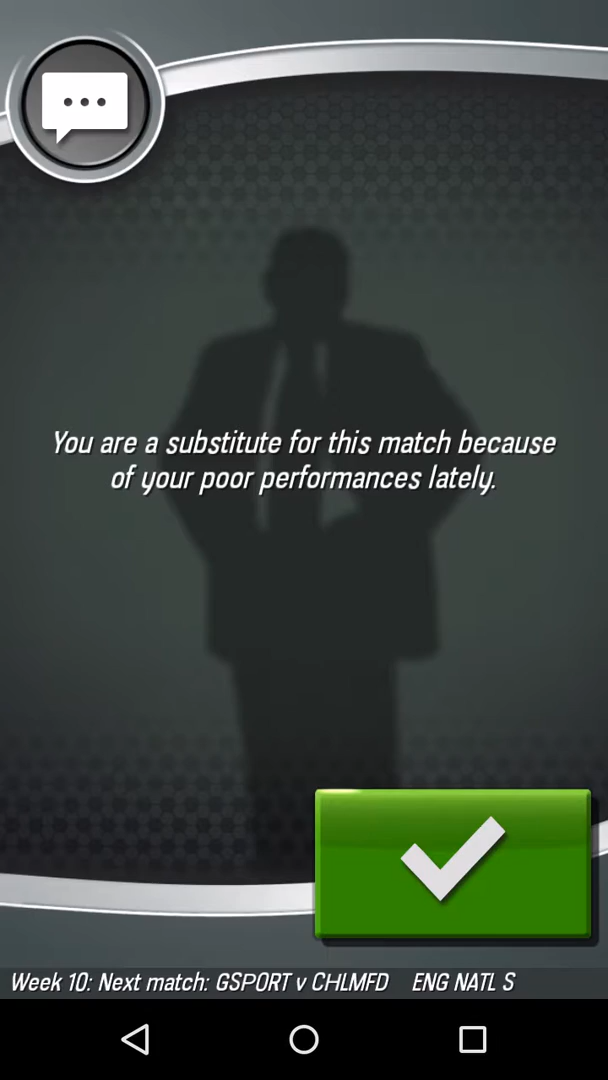 You are a substitute for this match because
of your poor performances lately.
Week 10: Next match: GSPORT v CHLMFD ENG NATL S